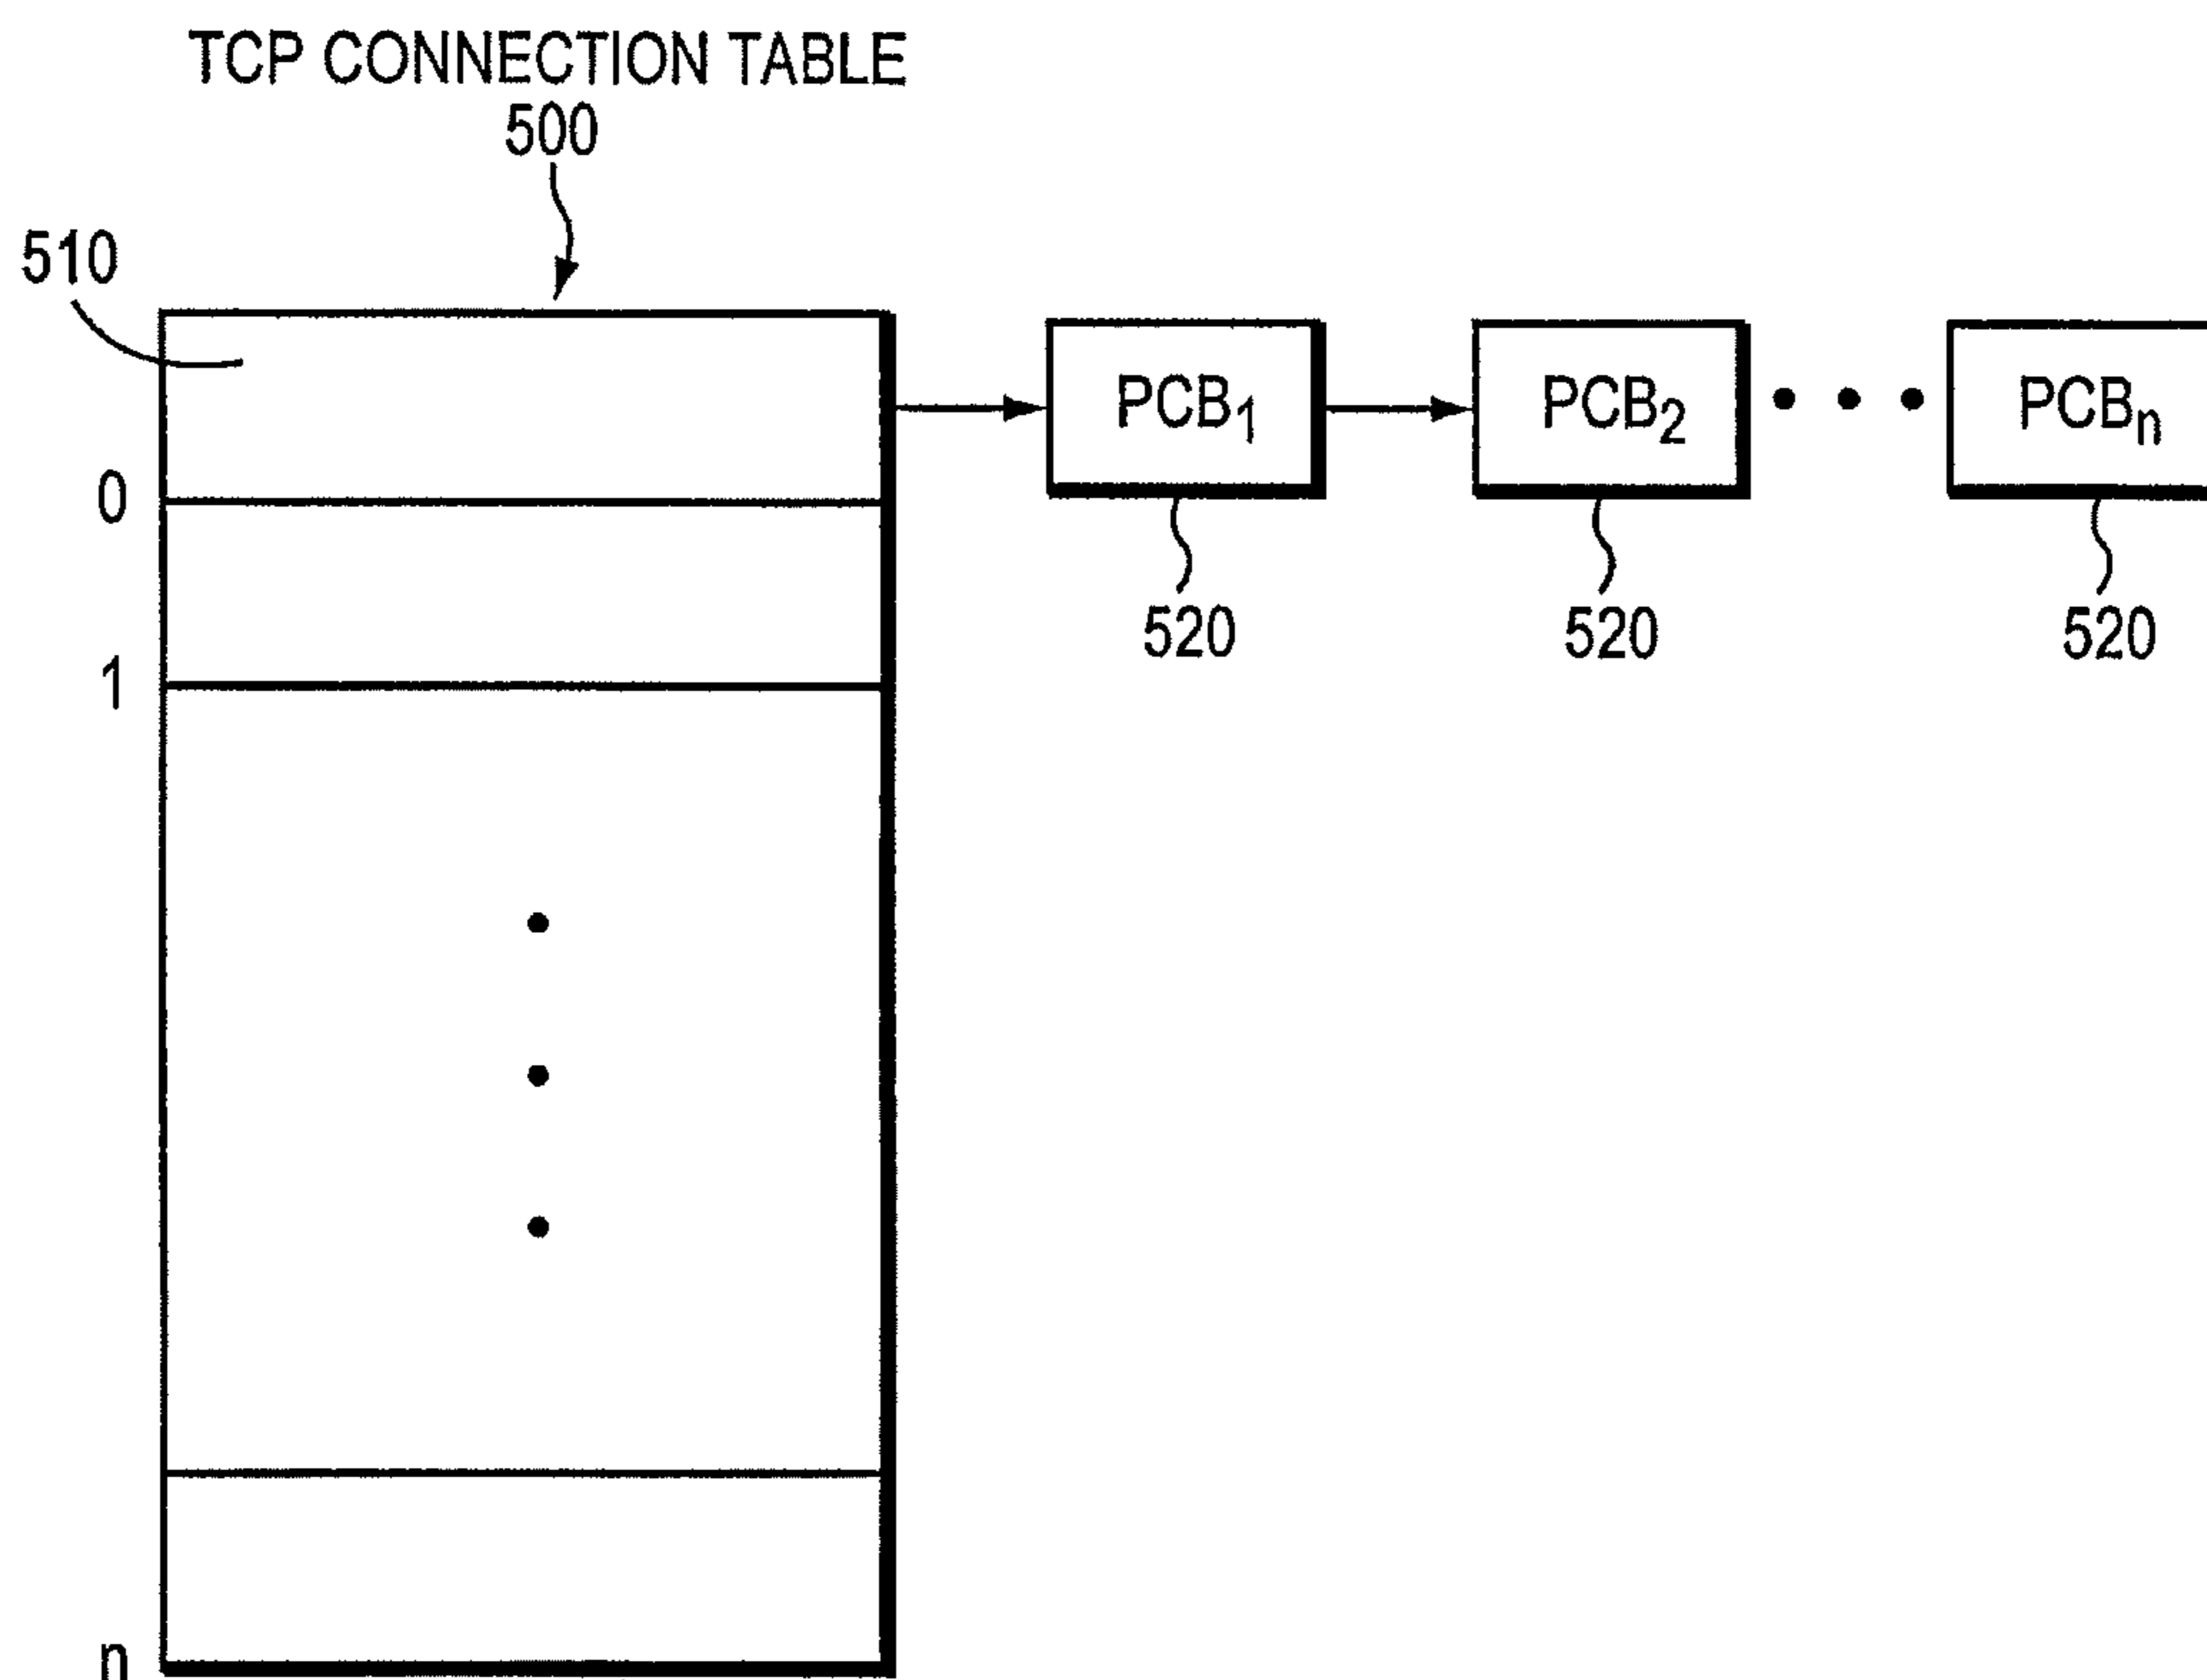 TCP CONNECTION TABLE
500
510
PCB₁
PCB₂
PCBₙ
0
520
520
520
1
n